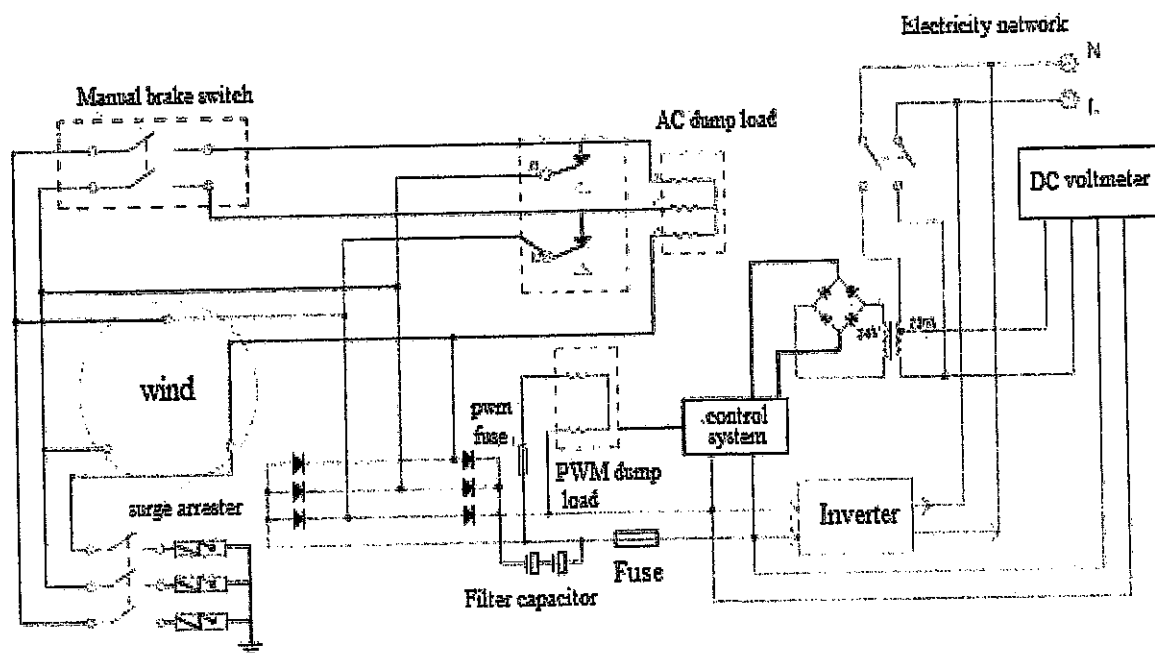 Electricity network
N
L
Manual brake switch
AC dump load
DC voltmeter
wind
pwm
fuse
control
system
PWM dump
load
surge arrester
Inverter
Fuse
Filter capacitor